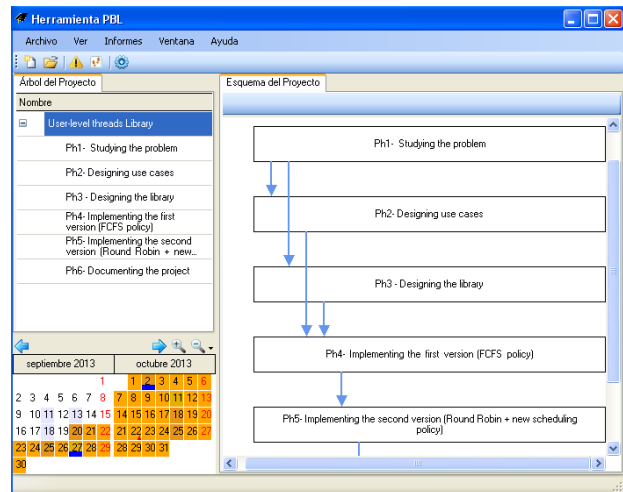 Herramienta PBL
Archivo Ver Informes Ventana Ayuda
Árbol del Proyecto
Nombre
User-level threads Library
Ph1- Studying the problem
Ph2- Designing use cases
Ph3 - Designing the library
Ph4- Implementing the first
version (FCFS policy)
Ph5- Implementing the second
version (Round Robin + new...
Ph6- Documenting the project
septiembre 2013 octubre 2013
1 1 2 3 4 5 6
2 3 4 5 6 7 8 7 8 9 10 11 12 13
9 10 11 12 13 14 15 14 15 16 17 18 19 20
16 17 18 19 20 21 22 21 22 23 24 25 26 27
23 24 25 26 27 28 29 28 29 30 31
30
Esquema del Proyecto
Ph1- Studying the problem
Ph2- Designing use cases
Ph3 - Designing the library
Ph4- Implementing the first version (FCFS policy)
Ph5- Implementing the second version (Round Robin + new scheduling
policy)